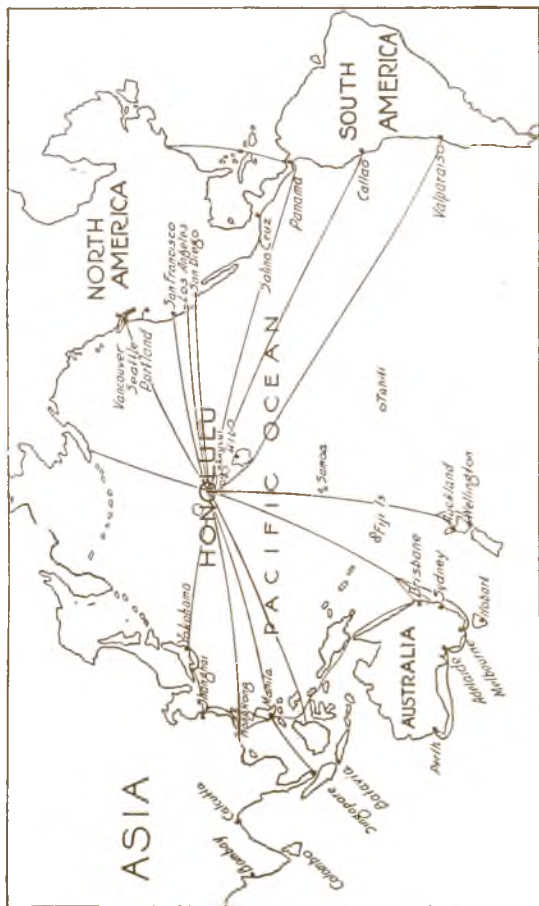 ASIA
NORTH
AMERICA
SOUTH
AMERICA
HONOLULU
PACIFIC OCEAN
AUSTRALIA
Vancouver
Seattle
Portland
San Francisco
Los Angeles
San Diego
Salina Cruz
Panama
Callao
Valparaiso
HILO
Yokohama
Shanghai
Hongkong
Manila
Calcutta
Bombay
Colombo
Singapore
Batavia
Samoa
Tahiti
Fiji Is
Auckland
Wellington
Brisbane
Sydney
Hobart
Melbourne
Adelaide
Perth